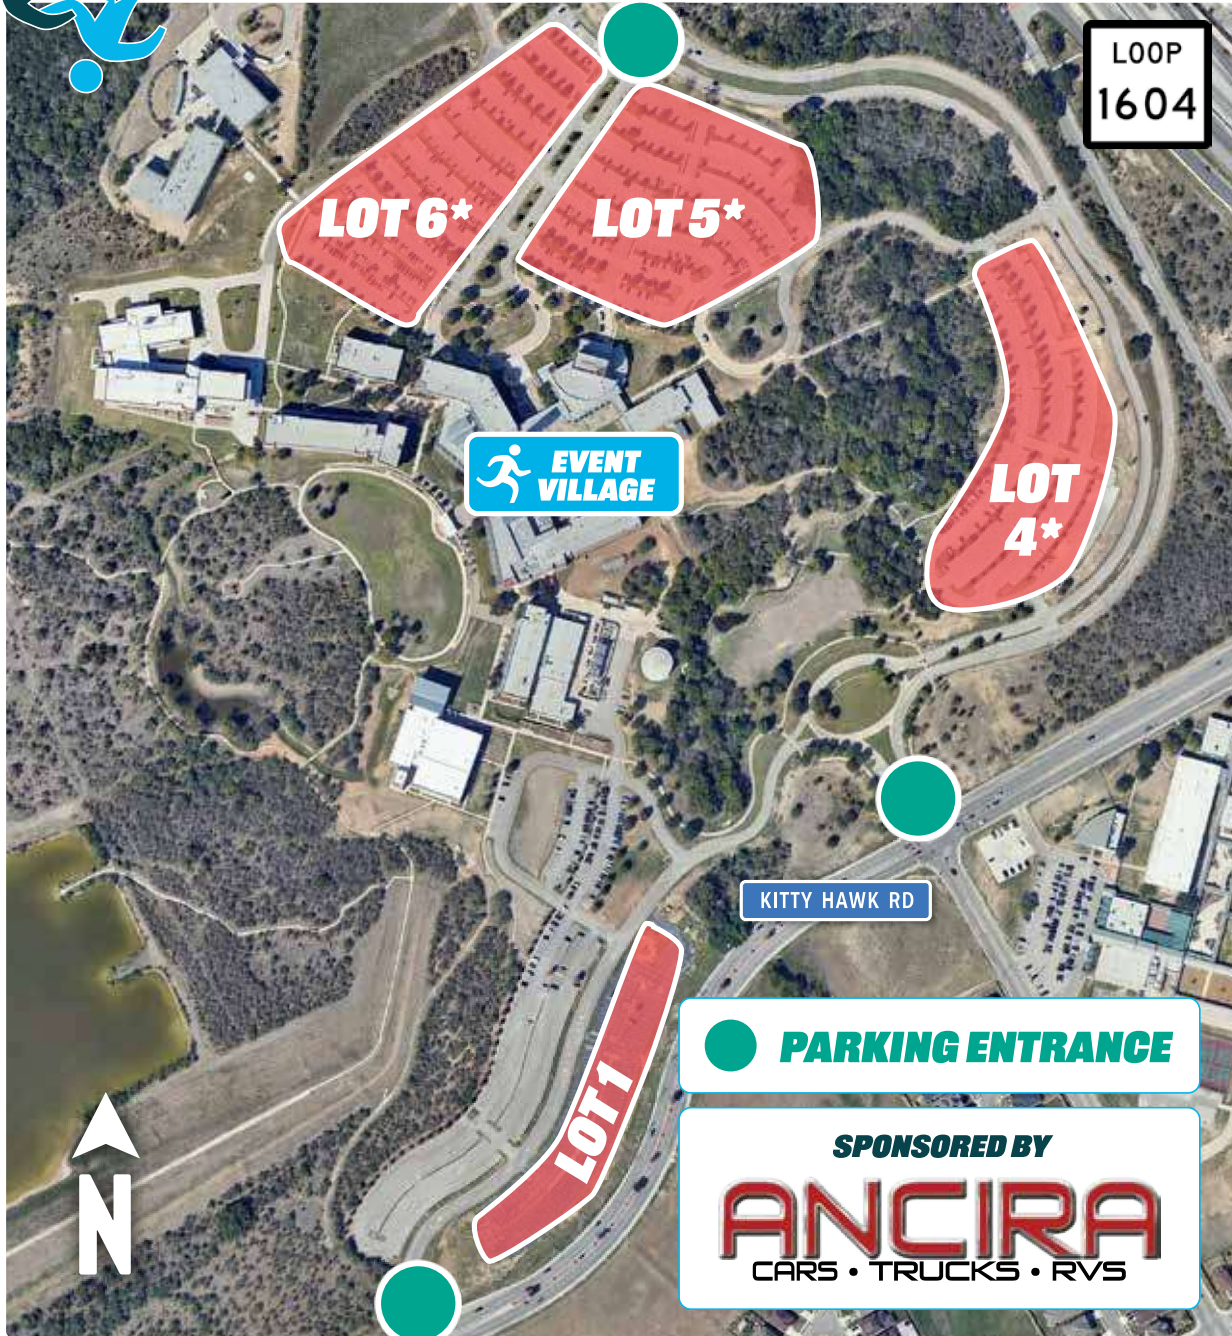 LOOP
1604
LOT 6*
LOT 5*
EVENT
VILLAGE
LOT
4*
KITTY HAWK RD
LOT 1
PARKING ENTRANCE
SPONSORED BY
ANCIRA
CARS • TRUCKS • RVS
N